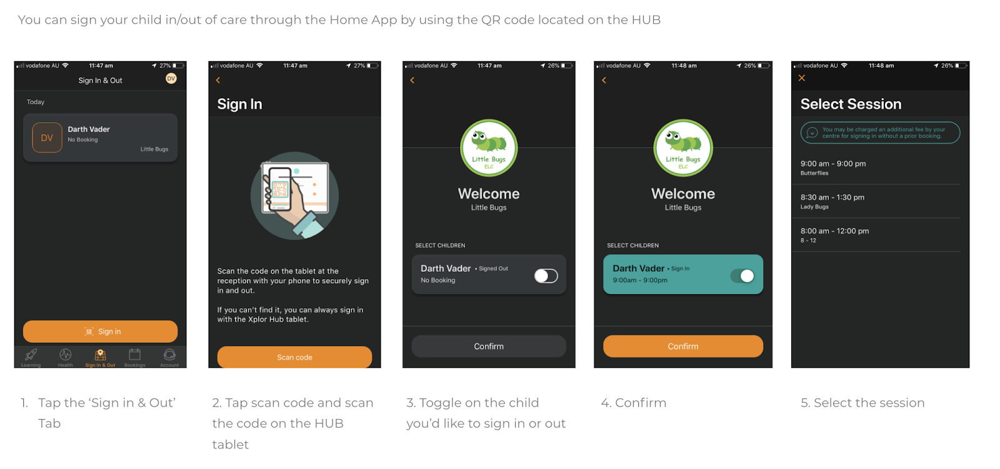 You can sign your child in/out of care through the Home App by using the QR code located on the HUB
vodafone AU 11:47 am 27%
Sign In & Out DV
Today
DV
Darth Vader
No Booking
Little Bugs
Sign in
Learning Health Sign In & Out Bookings Account
1. Tap the ‘Sign in & Out’
Tab
vodafone AU 11:47 am 27%
Sign In
Scan the code on the tablet at the
reception with your phone to securely sign
in and out.
If you can't find it, you can always sign in
with the Xplor Hub tablet.
Scan code
2. Tap scan code and scan
the code on the HUB
tablet
vodafone AU 11:47 am 26%
Little Bugs
ELC
Welcome
Little Bugs
SELECT CHILDREN
Darth Vader • Signed Out
No Booking
Confirm
3. Toggle on the child
you’d like to sign in or out
vodafone AU 11:48 am 26%
Little Bugs
ELC
Welcome
Little Bugs
SELECT CHILDREN
Darth Vader • Sign In
9:00am - 9:00pm
Confirm
4. Confirm
vodafone AU 11:48 am 26%
Select Session
You may be charged an additional fee by your
centre for signing in without a prior booking.
9:00 am - 9:00 pm
Butterflies
8:30 am - 1:30 pm
Lady Bugs
8:00 am - 12:00 pm
8 - 12
5. Select the session